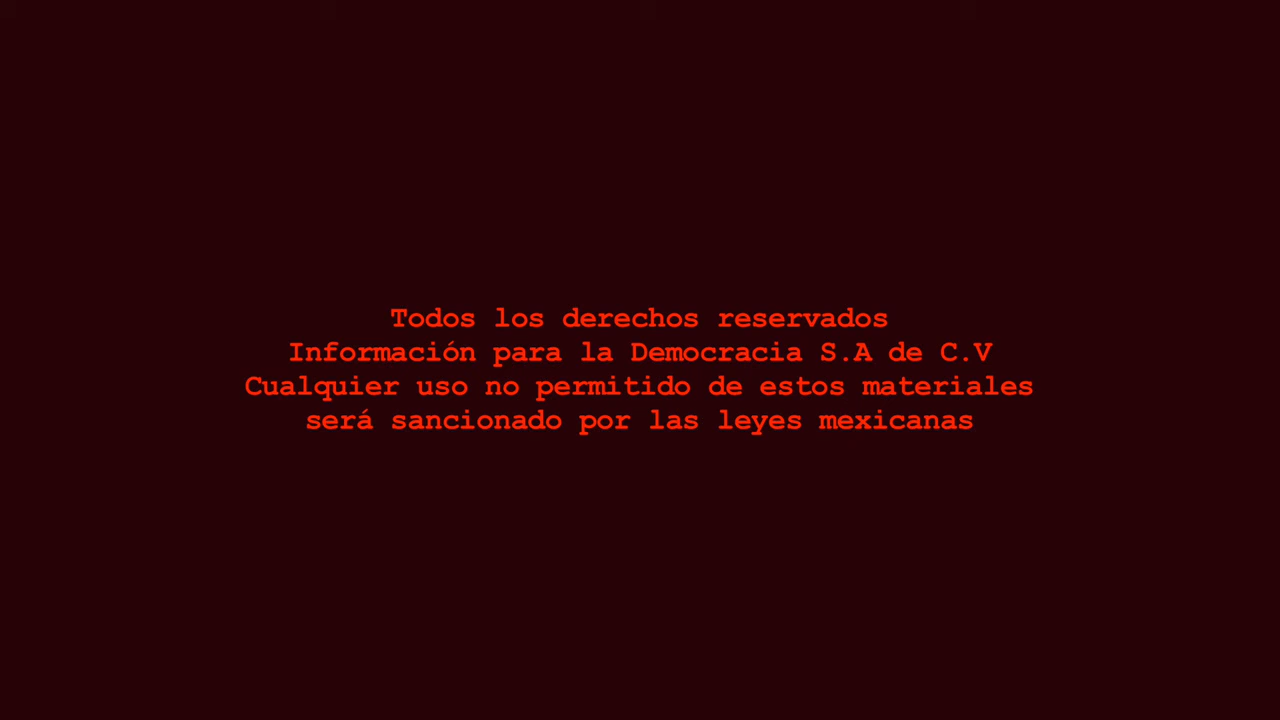 Todos los derechos reservados
Información para la Democracia S.A de C.V
Cualquier uso no permitido de estos materiales
será sancionado por las leyes mexicanas